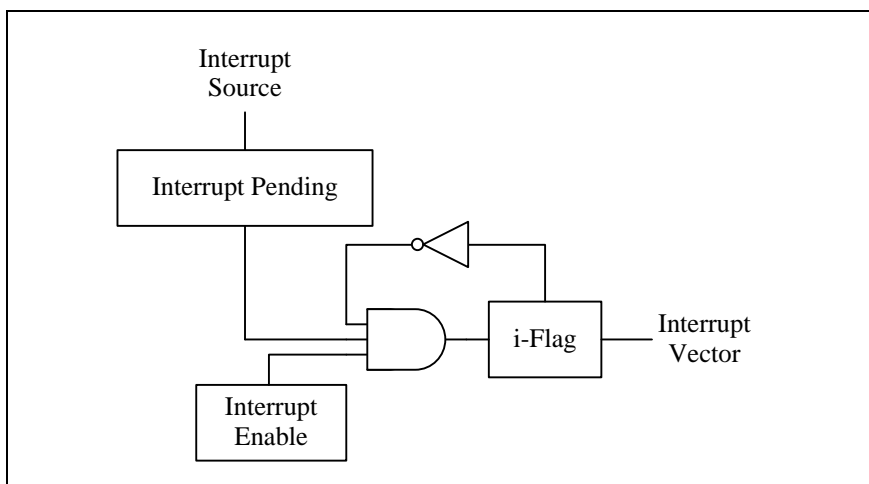 Interrupt
Source
Interrupt Pending
i-Flag
Interrupt
Vector
Interrupt
Enable